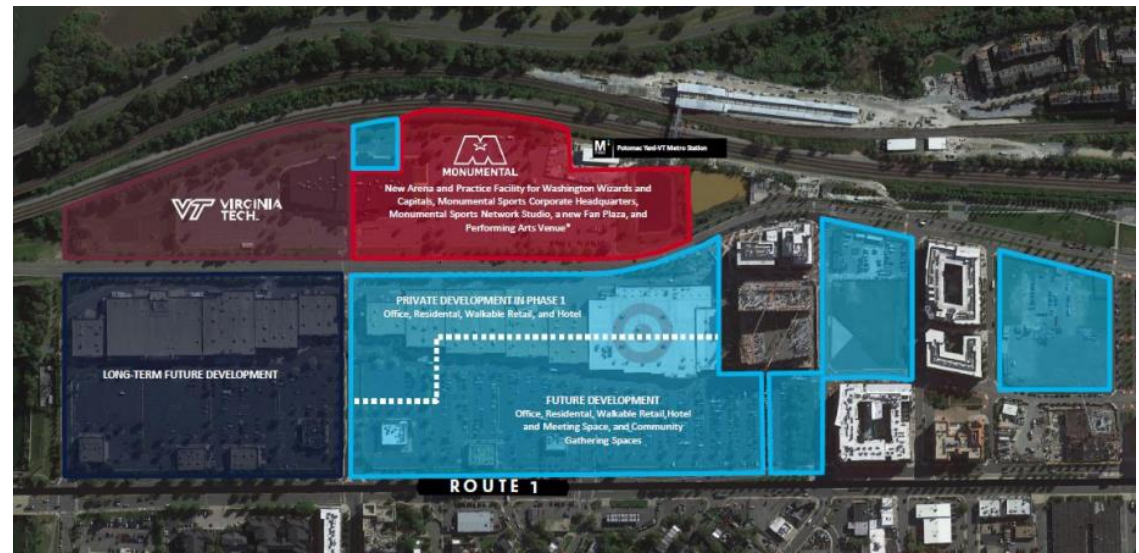 MONUMENTAL
M Potomac Yard-VT Metro Station
New Arena and Practice Facility for Washington Wizards and
Capitals, Monumental Sports Corporate Headquarters,
Monumental Sports Network Studio, a new Fan Plaza, and
Performing Arts Venue*
VT VIRGINIA
TECH.
PRIVATE DEVELOPMENT IN PHASE 1
Office, Residential, Walkable Retail, and Hotel
LONG-TERM FUTURE DEVELOPMENT
FUTURE DEVELOPMENT
Office, Residential, Walkable Retail,Hotel
and Meeting Space, and Community
Gathering Spaces
ROUTE 1